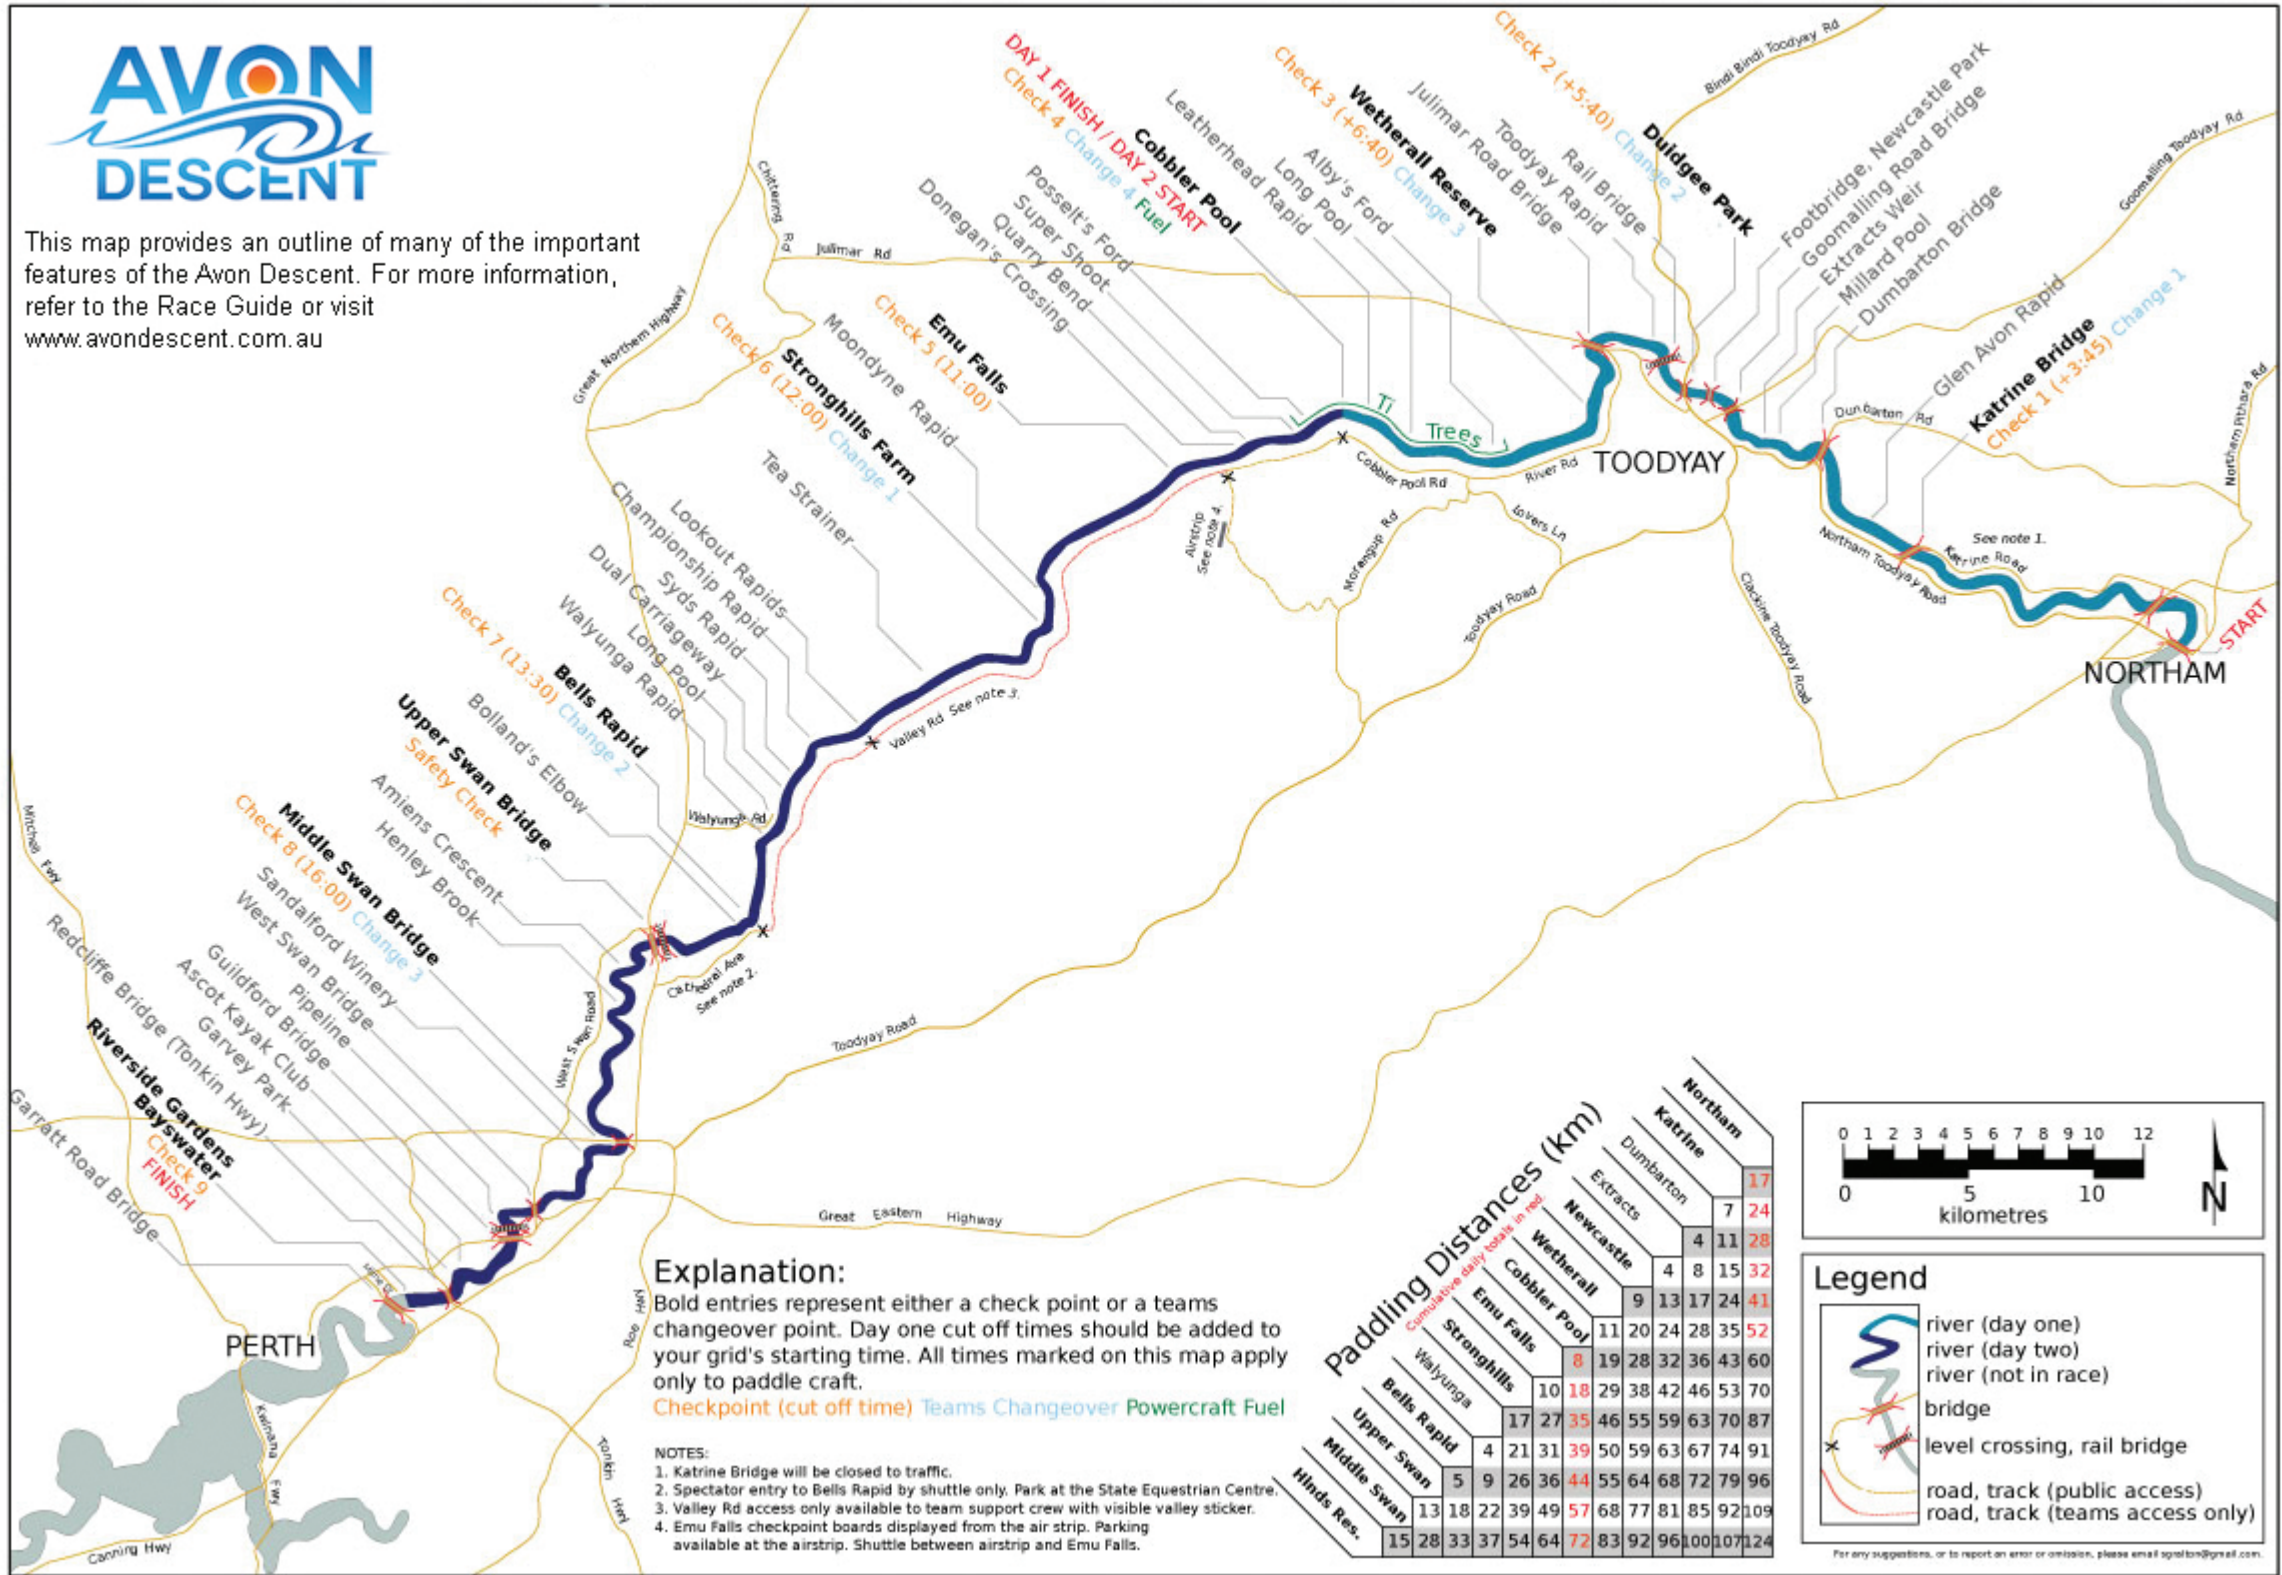 AVON
DESCENT
This map provides an outline of many of the important
features of the Avon Descent. For more information,
refer to the Race Guide or visit
www.avondescent.com.au
DAY 1 FINISH / DAY 2 START
Check 4 Change 4 Fuel
Cobbler Pool
Leatherhead Rapid
Long Pool
Alby's Ford
Check 3 (+6:40) Change 3
Wetherall Reserve
Julimar Road Bridge
Toodyay Rapid
Rail Bridge
Check 2 (+5:40) Change 2
Duidgee Park
Bindi Bindi Toodyay Rd
Footbridge, Newcastle Park
Goomalling Road Bridge
Extracts Weir
Millard Pool
Dumbarton Bridge
Goomalling Toodyay Rd
Glen Avon Rapid
Katrine Bridge
Check 1 (+3:45) Change 1
Chittering Rd
Julimar Rd
Great Northern Highway
Posselt's Ford
Super Shoot
Quarry Bend
Donegan's Crossing
Check 5 (11:00)
Emu Falls
Moondyne Rapid
Check 6 (12:00) Change 1
Stronghills Farm
Tea Strainer
Ti Trees
Cobbler Pool Rd
River Rd
TOODYAY
Dunbarton Rd
Northam Pithara Rd
Airstrip
See note 4.
Morangup Rd
Lovers Ln
Toodyay Road
Clackine Toodyay Road
Northam Toodyay Road
Katrine Road
See note 1.
START
NORTHAM
Lookout Rapids
Championship Rapid
Syds Rapid
Dual Carriageway
Long Pool
Walyunga Rapid
Check 7 (13:30) Change 2
Bells Rapid
Bolland's Elbow
Upper Swan Bridge
Safety Check
Valley Rd See note 3.
Walyunga Rd
Amiens Crescent
Henley Brook
Check 8 (16:00) Change 3
Middle Swan Bridge
Sandalford Winery
West Swan Bridge
Pipeline
Guildford Bridge
Ascot Kayak Club
Garvey Park
Redcliffe Bridge (Tonkin Hwy)
Riverside Gardens
Bayswater
Check 9
FINISH
Garratt Road Bridge
Mitchell Fwy
Cathedral Ave
See note 2.
West Swan Road
Toodyay Road
Great Eastern Highway
Roe Hwy
PERTH
Kwinana Fwy
Tonkin Hwy
Canning Hwy
Explanation:
Bold entries represent either a check point or a teams
changeover point. Day one cut off times should be added to
your grid's starting time. All times marked on this map apply
only to paddle craft.
Checkpoint (cut off time) Teams Changeover Powercraft Fuel
NOTES:
1. Katrine Bridge will be closed to traffic.
2. Spectator entry to Bells Rapid by shuttle only. Park at the State Equestrian Centre.
3. Valley Rd access only available to team support crew with visible valley sticker.
4. Emu Falls checkpoint boards displayed from the air strip. Parking
available at the airstrip. Shuttle between airstrip and Emu Falls.
Paddling Distances (km)
Cumulative daily totals in red.
Northam
Katrine 17
Dumbarton 7 24
Extracts 4 11 28
Newcastle 4 8 15 32
Wetherall 9 13 17 24 41
Cobbler Pool 11 20 24 28 35 52
Emu Falls 8 19 28 32 36 43 60
Stronghills 10 18 29 38 42 46 53 70
Walyunga 17 27 35 46 55 59 63 70 87
Bells Rapid 4 21 31 39 50 59 63 67 74 91
Upper Swan 5 9 26 36 44 55 64 68 72 79 96
Middle Swan 13 18 22 39 49 57 68 77 81 85 92 109
Hinds Res. 15 28 33 37 54 64 72 83 92 96 100 107 124
0 1 2 3 4 5 6 7 8 9 10 12
0 5 10
kilometres
N
Legend
river (day one)
river (day two)
river (not in race)
bridge
level crossing, rail bridge
road, track (public access)
road, track (teams access only)
For any suggestions, or to report an error or omission, please email sgralton@gmail.com.